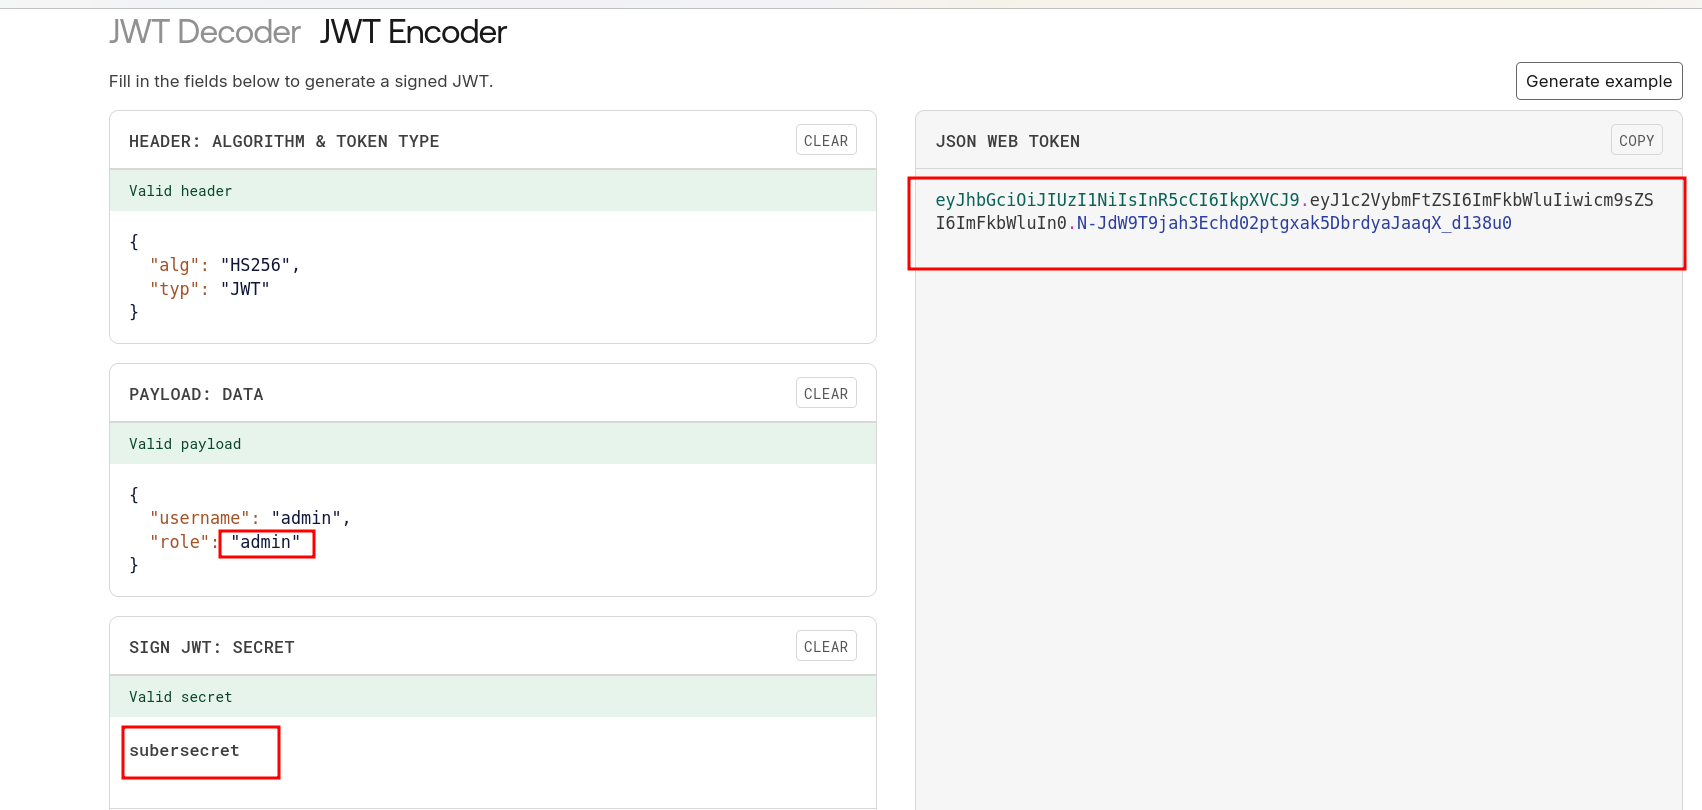 JWT Decoder JWT Encoder
Fill in the fields below to generate a signed JWT.
Generate example
HEADER: ALGORITHM & TOKEN TYPE
CLEAR
Valid header
{
"alg": "HS256",
"typ": "JWT"
}
PAYLOAD: DATA
CLEAR
Valid payload
{
"username": "admin",
"role": "admin"
}
SIGN JWT: SECRET
CLEAR
Valid secret
subersecret
JSON WEB TOKEN
COPY
eyJhbGciOiJIUzI1NiIsInR5cCI6IkpXVCJ9.eyJ1c2VybmFtZSI6ImFkbWluIiwicm9sZS
I6ImFkbWluIn0.N-JdW9T9jah3Echd02ptgxak5DbrdyaJaaqX_d138u0